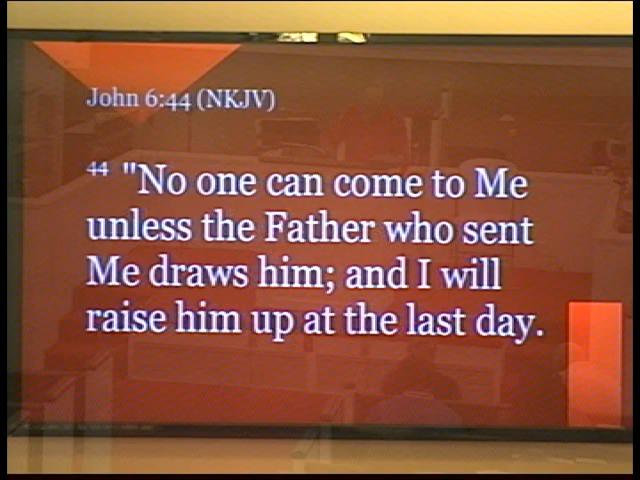 John 6:44 (NKJV)
44 "No one can come to Me
unless the Father who sent
Me draws him; and I will
raise him up at the last day.